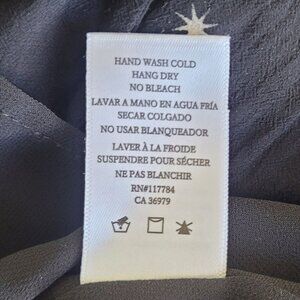 HAND WASH COLD
HANG DRY
NO BLEACH
LAVAR A MANO EN AGUA FRÍA
SECAR COLGADO
NO USAR BLANQUEADOR
LAVER À LA FROIDE
SUSPENDRE POUR SÉCHER
NE PAS BLANCHIR
RN#117784
CA 36979